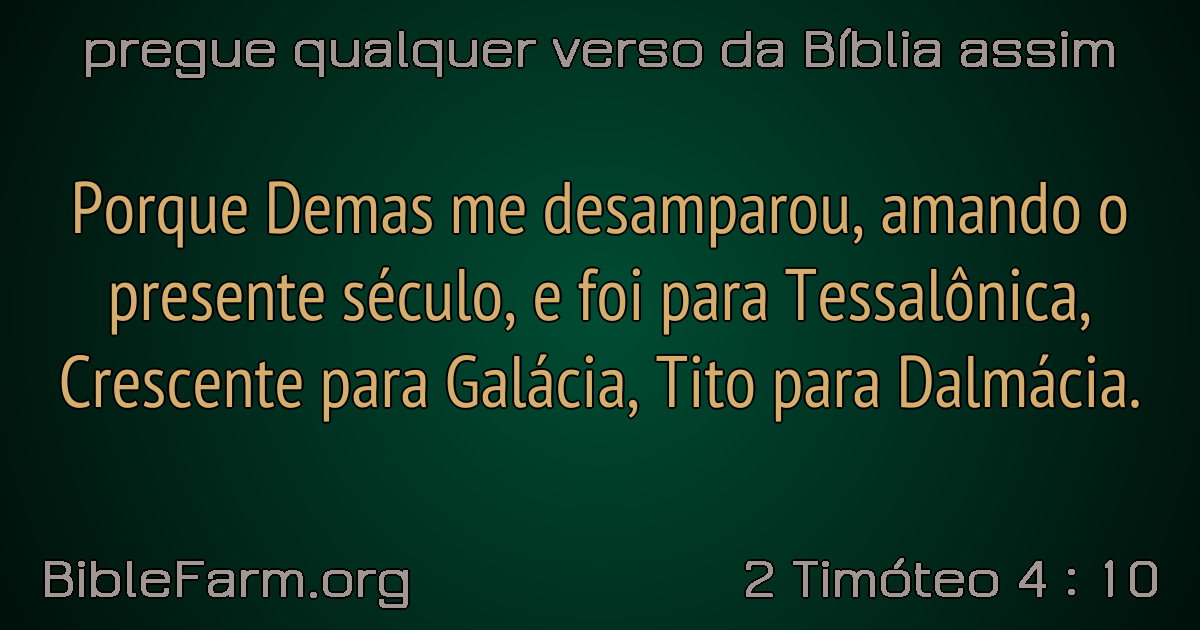 pregue qualquer verso da Bíblia assim
Porque Demas me desamparou, amando o
presente século, e foi para Tessalônica,
Crescente para Galácia, Tito para Dalmácia.
BibleFarm.org
2 Timóteo 4 : 10